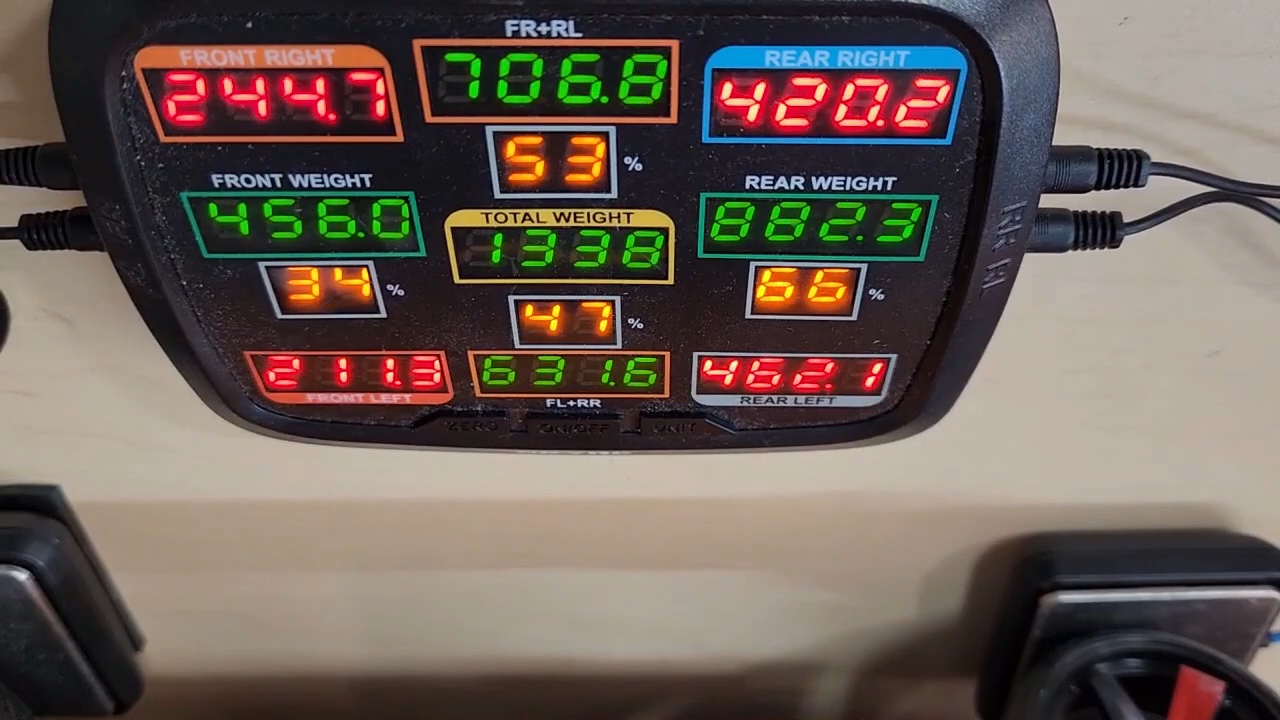 FR+RL
FRONT RIGHT
244.7
706.8
REAR RIGHT
420.2
53 %
FRONT WEIGHT
456.0
TOTAL WEIGHT
1338
REAR WEIGHT
882.3
34 %
47 %
66 %
211.3
FRONT LEFT
631.6
FL+RR
462.1
REAR LEFT
ZERO
ON/OFF
UNIT